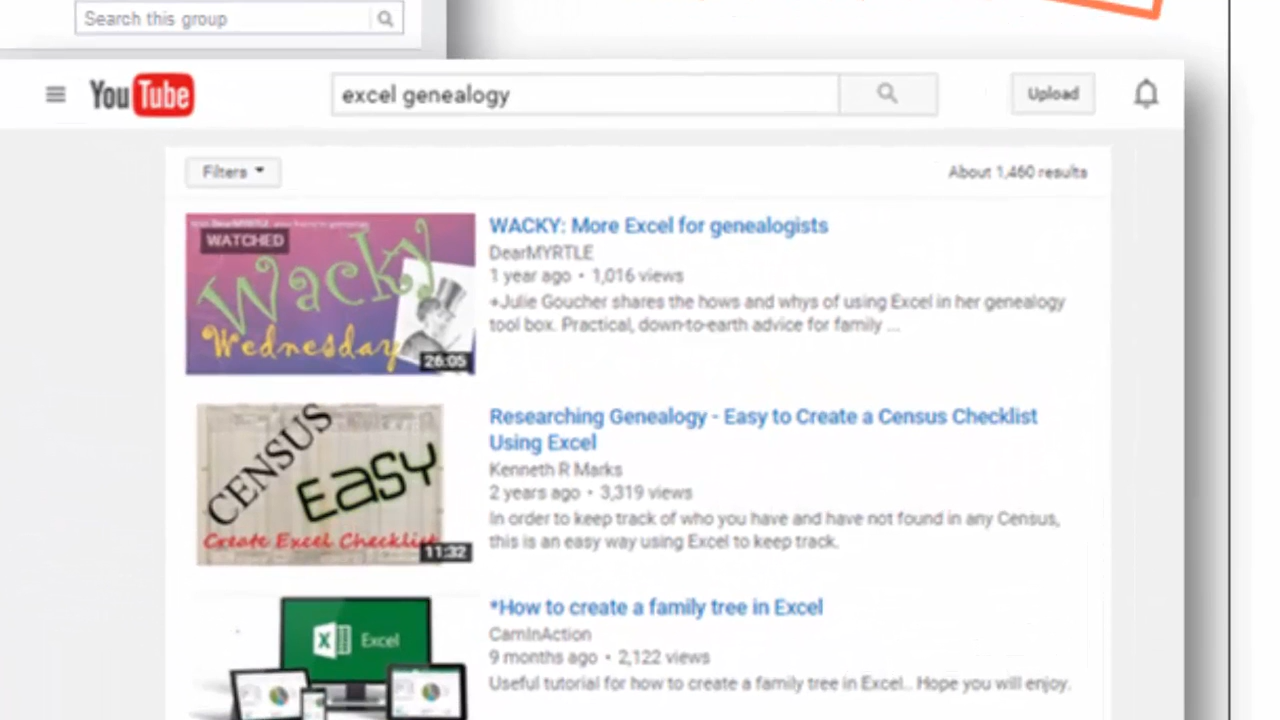 Search this group
YouTube
excel genealogy
Upload
Filters
About 1,460 results
WATCHED
Wacky
Wednesday
26:05
WACKY: More Excel for genealogists
DearMYRTLE
1 year ago • 1,016 views
+Julie Goucher shares the hows and whys of using Excel in her genealogy
tool box. Practical, down-to-earth advice for family ...
CENSUS
EASY
Create Excel Checklist
11:32
Researching Genealogy - Easy to Create a Census Checklist
Using Excel
Kenneth R Marks
2 years ago • 3,319 views
In order to keep track of who you have and have not found in any Census,
this is an easy way using Excel to keep track.
X Excel
*How to create a family tree in Excel
CamInAction
9 months ago • 2,122 views
Useful tutorial for how to create a family tree in Excel.. Hope you will enjoy.